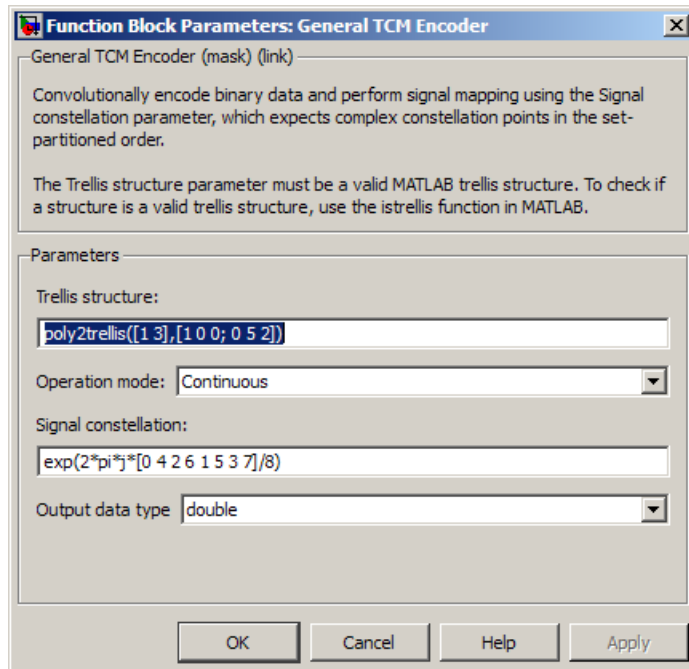 Function Block Parameters: General TCM Encoder
General TCM Encoder (mask) (link)
Convolutionally encode binary data and perform signal mapping using the Signal
constellation parameter, which expects complex constellation points in the set-
partitioned order.
The Trellis structure parameter must be a valid MATLAB trellis structure. To check if
a structure is a valid trellis structure, use the istrellis function in MATLAB.
Parameters
Trellis structure:
poly2trellis([1 3],[1 0 0; 0 5 2])
Operation mode: Continuous
Signal constellation:
exp(2*pi*j*[0 4 2 6 1 5 3 7]/8)
Output data type double
OK Cancel Help Apply